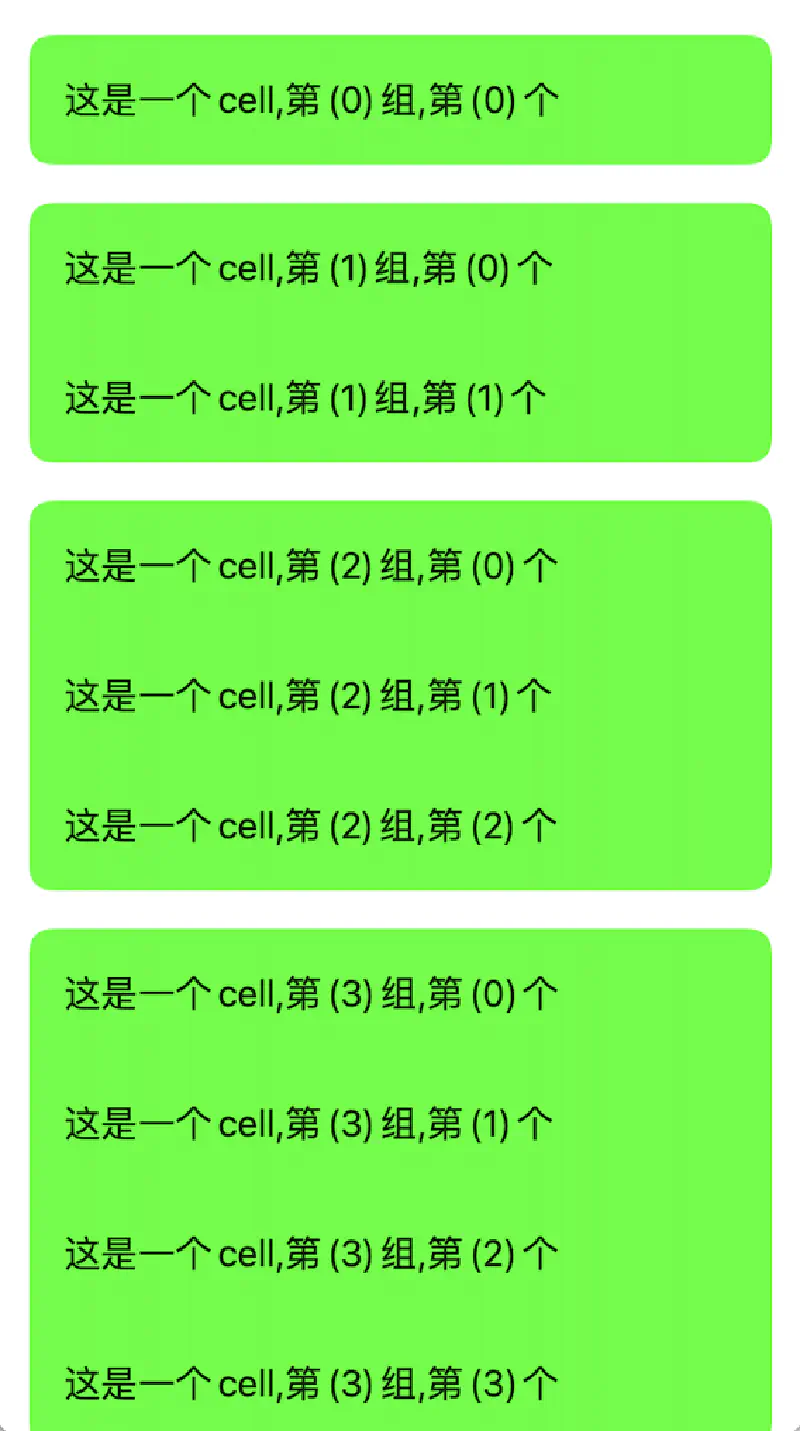 这是一个 cell,第 (0) 组,第 (0) 个
这是一个 cell,第 (1) 组,第 (0) 个
这是一个 cell,第 (1) 组,第 (1) 个
这是一个 cell,第 (2) 组,第 (0) 个
这是一个 cell,第 (2) 组,第 (1) 个
这是一个 cell,第 (2) 组,第 (2) 个
这是一个 cell,第 (3) 组,第 (0) 个
这是一个 cell,第 (3) 组,第 (1) 个
这是一个 cell,第 (3) 组,第 (2) 个
这是一个 cell,第 (3) 组,第 (3) 个